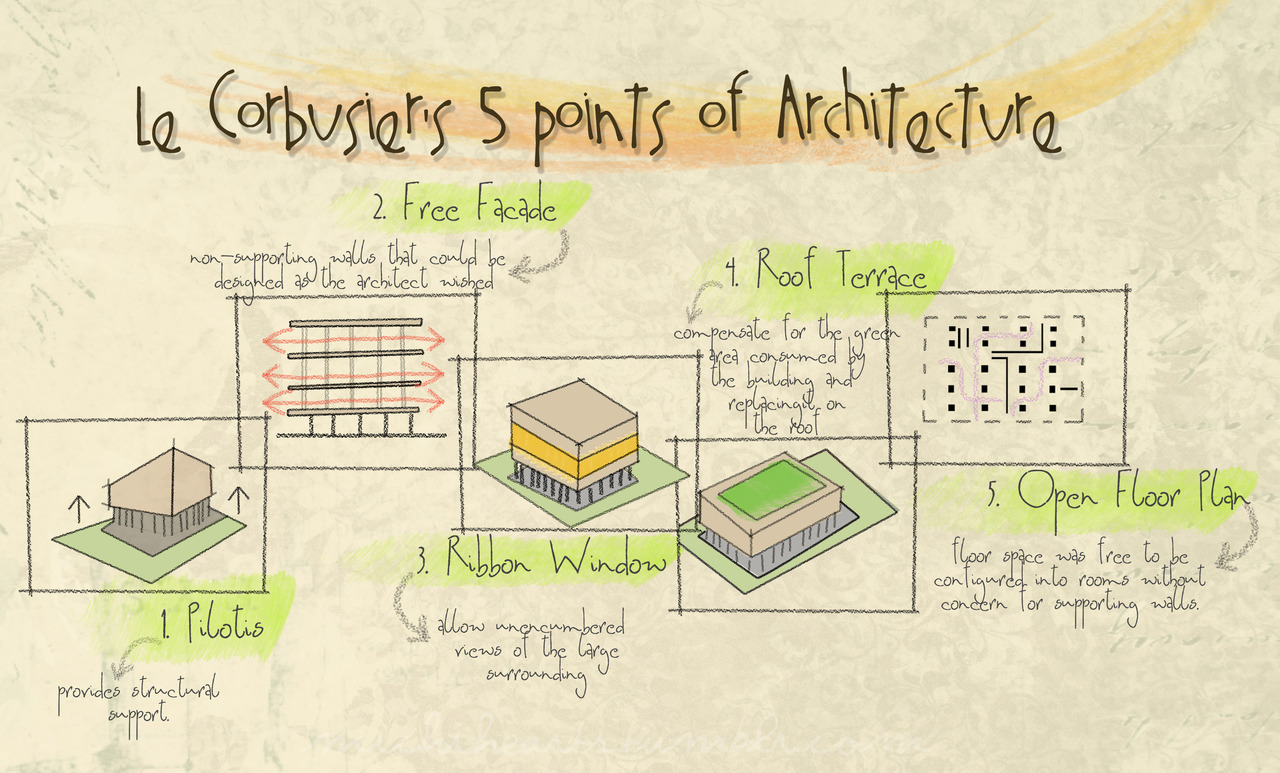 Le Corbusier's 5 points of Architecture
2. Free Facade
non-supporting walls that could be
designed as the architect wished
4. Roof Terrace
compensate for the green
area consumed by
the building and
replacingit on
the roof
3. Ribbon Window
allow unencumbered
views of the large
surrounding
5. Open Floor Plan
floor space was free to be
configured into rooms without
concern for supporting walls.
1. Pilotis
provides structural
support.